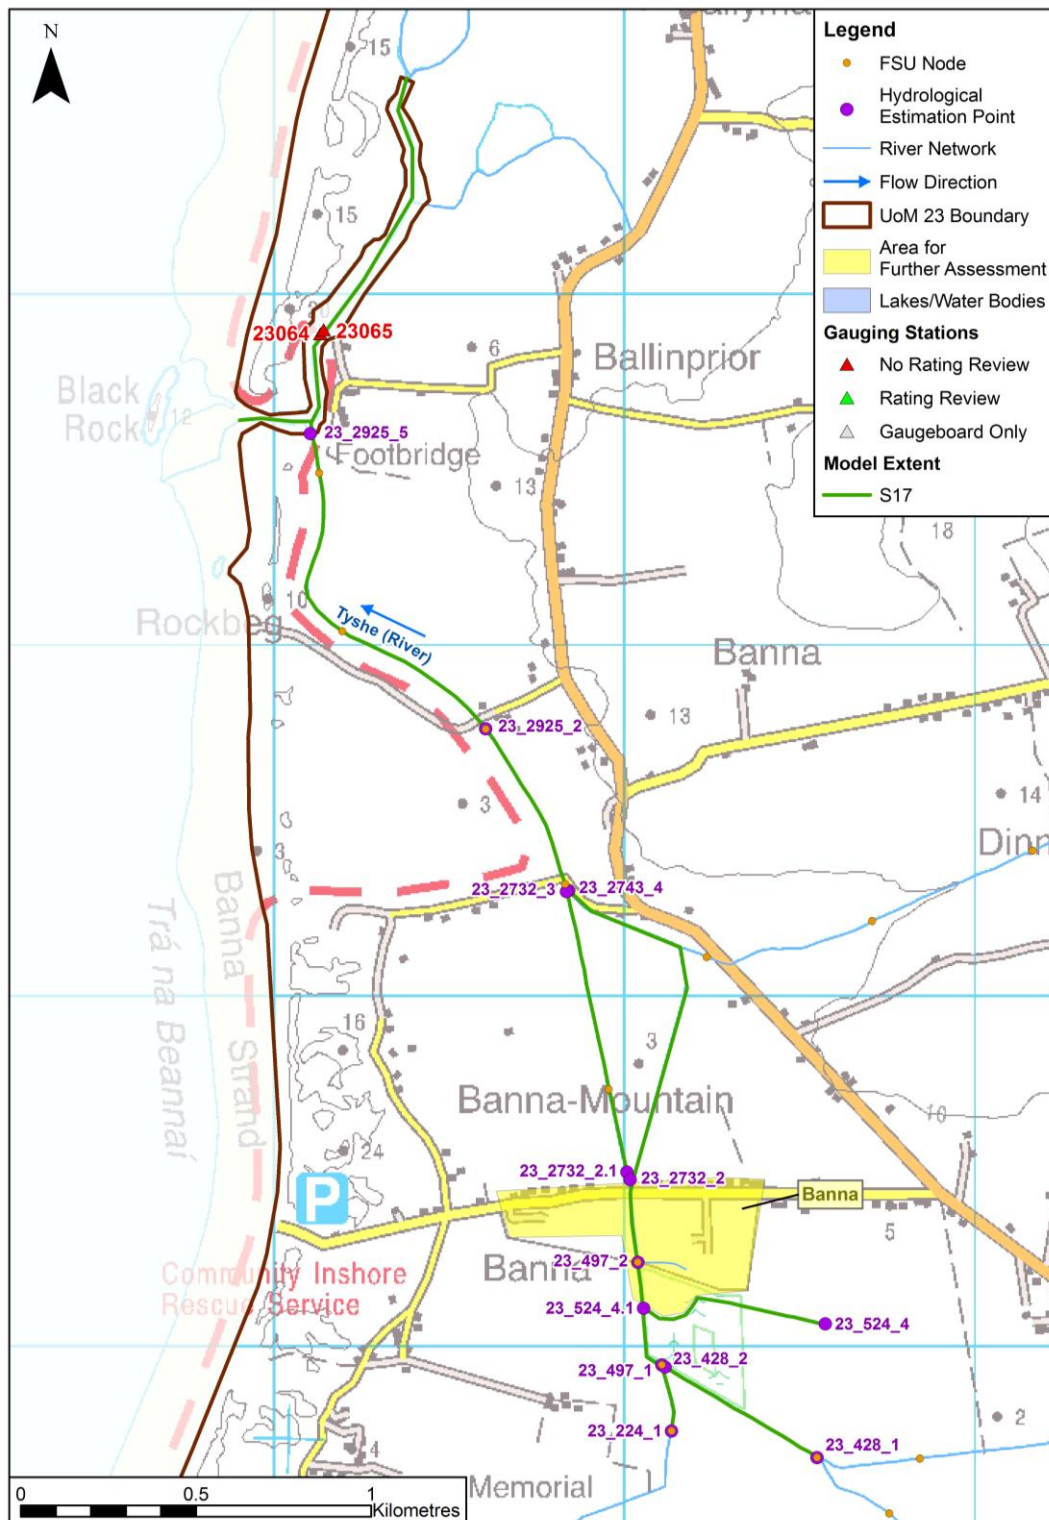 N
15
15
20
23064
23065
6
Ballinprior
Black
Rock
12
23_2925_5
Footbridge
13
18
10
Rockbeg
Tyshe (River)
Banna
13
23_2925_2
3
14
3
23_2732_3
23_2743_4
Banna Strand
Trá na Beannaí
16
3
10
Banna-Mountain
24
23_2732_2.1
23_2732_2
P
Banna
5
23_497_2
Banna
Community Inshore
Rescue Service
23_524_4.1
23_524_4
23_428_2
23_497_1
2
23_224_1
23_428_1
4
Memorial
0 0.5 1
Kilometres
Legend
FSU Node
Hydrological
Estimation Point
River Network
Flow Direction
UoM 23 Boundary
Area for
Further Assessment
Lakes/Water Bodies
Gauging Stations
No Rating Review
Rating Review
Gaugeboard Only
Model Extent
S17